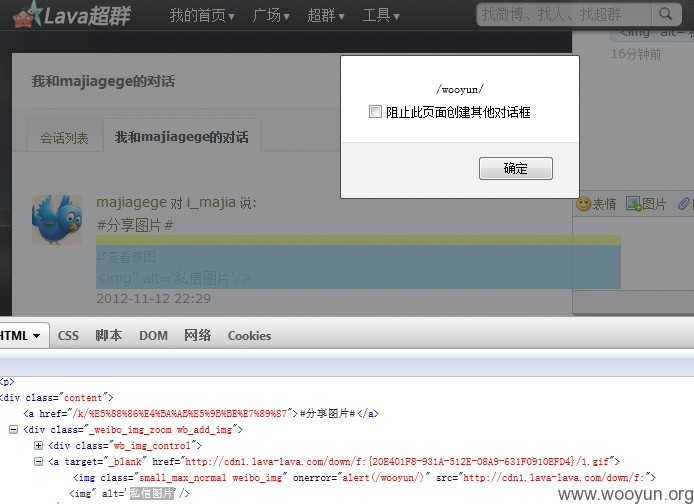 Lava超群
我的首页▾ 广场▾ 超群▾ 工具▾
找微博、找人、找超群
<img" alt='私
16分钟前
我和majiagege的对话
/wooyun/
阻止此页面创建其他对话框
确定
会话列表 我和majiagege的对话
majiagege 对 i_majia 说:
#分享图片#
查看原图
<img" alt='私信图片'/>
2012-11-12 22:29
表情 图片
HTML CSS 脚本 DOM 网络 Cookies
<p>
<div class="content">
<a href="/k/%E5%88%86%E4%BA%AB%E5%9B%BE%E7%89%87">#分享图片#</a>
<div class="_weibo_img_zoom wb_add_img">
<div class="wb_img_control">
<a target="_blank" href="http://cdn1.lava-lava.com/down/f:{20E401F8-931A-512E-08A9-631F0910EFD4}/1.gif">
<img class="small_max_normal weibo_img" onerror="alert(/wooyun/)" src="http://cdn1.lava-lava.com/down/f:
<img" alt='私信图片'/>
www.wooyun.org